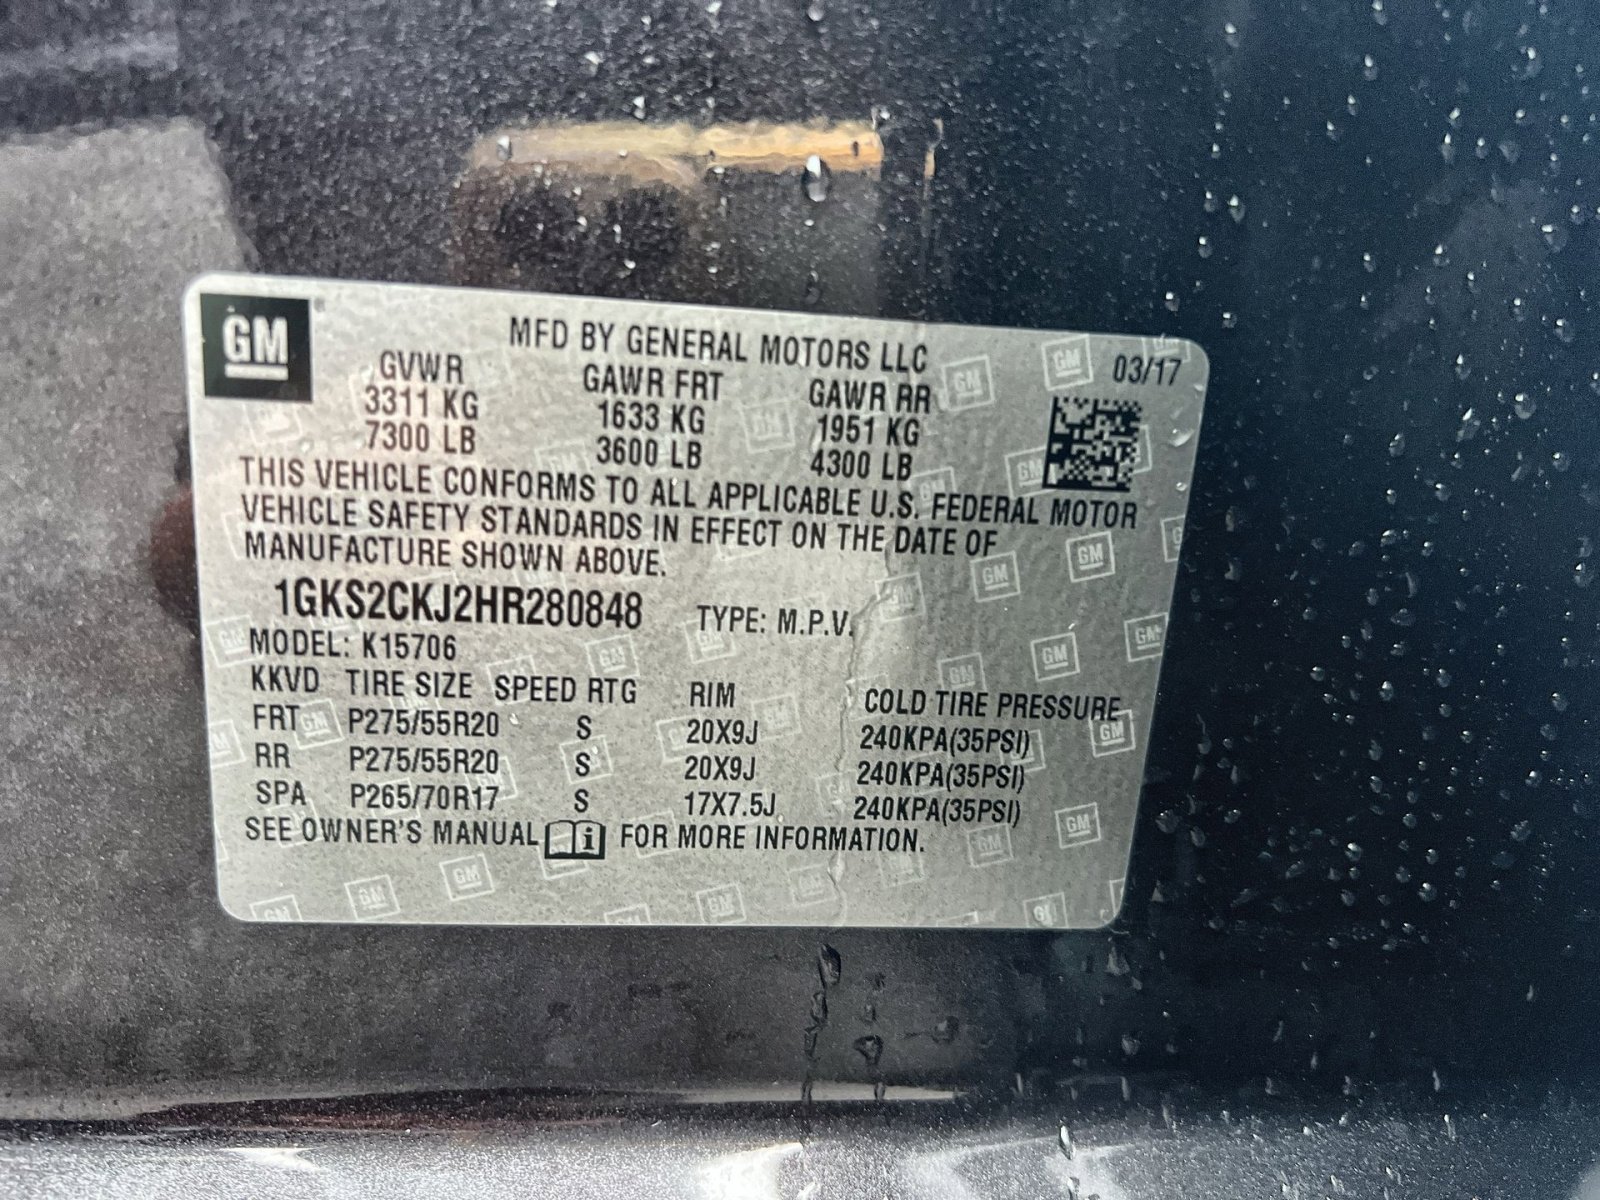 GM
MFD BY GENERAL MOTORS LLC
03/17
GVWR GAWR FRT GAWR RR
3311 KG 1633 KG 1951 KG
7300 LB 3600 LB 4300 LB
THIS VEHICLE CONFORMS TO ALL APPLICABLE U.S. FEDERAL MOTOR
VEHICLE SAFETY STANDARDS IN EFFECT ON THE DATE OF
MANUFACTURE SHOWN ABOVE.
1GKS2CKJ2HR280848 TYPE: M.P.V.
MODEL: K15706
KKVD TIRE SIZE SPEED RTG RIM COLD TIRE PRESSURE
FRT P275/55R20 S 20X9J 240KPA(35PSI)
RR P275/55R20 S 20X9J 240KPA(35PSI)
SPA P265/70R17 S 17X7.5J 240KPA(35PSI)
SEE OWNER'S MANUAL i FOR MORE INFORMATION.